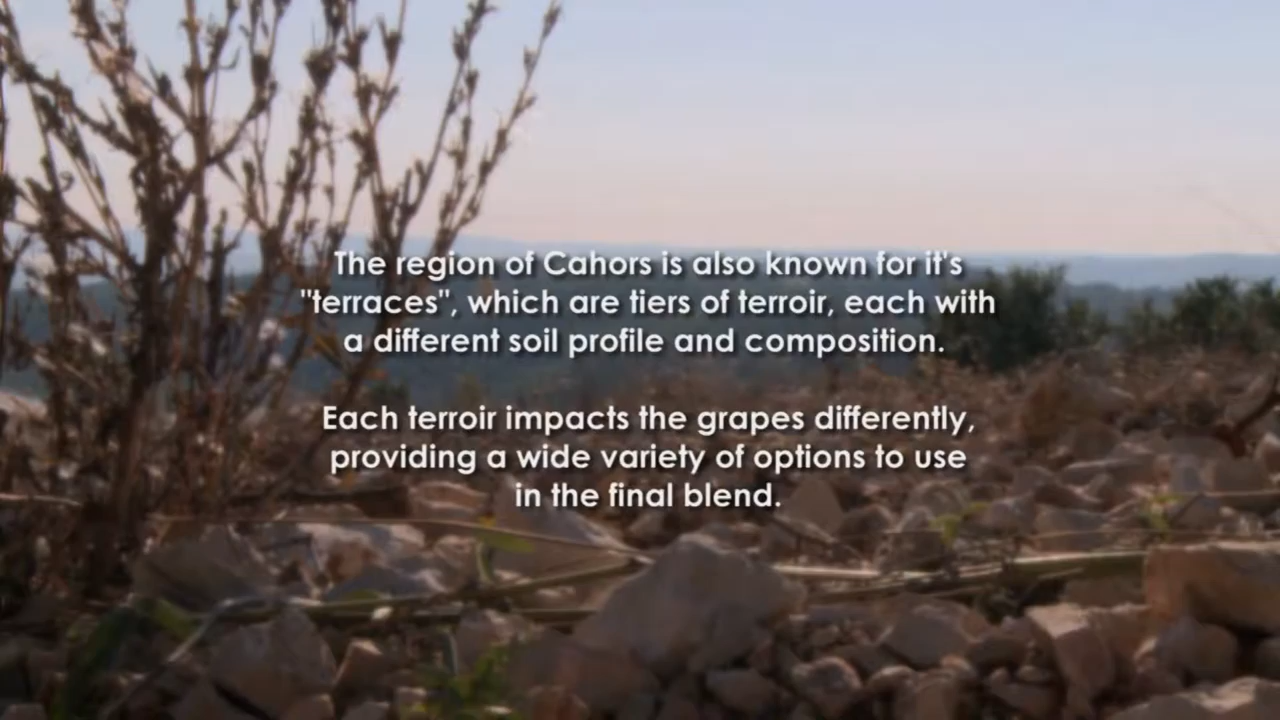 The region of Cahors is also known for it's
"terraces", which are tiers of terroir, each with
a different soil profile and composition.
Each terroir impacts the grapes differently,
providing a wide variety of options to use
in the final blend.